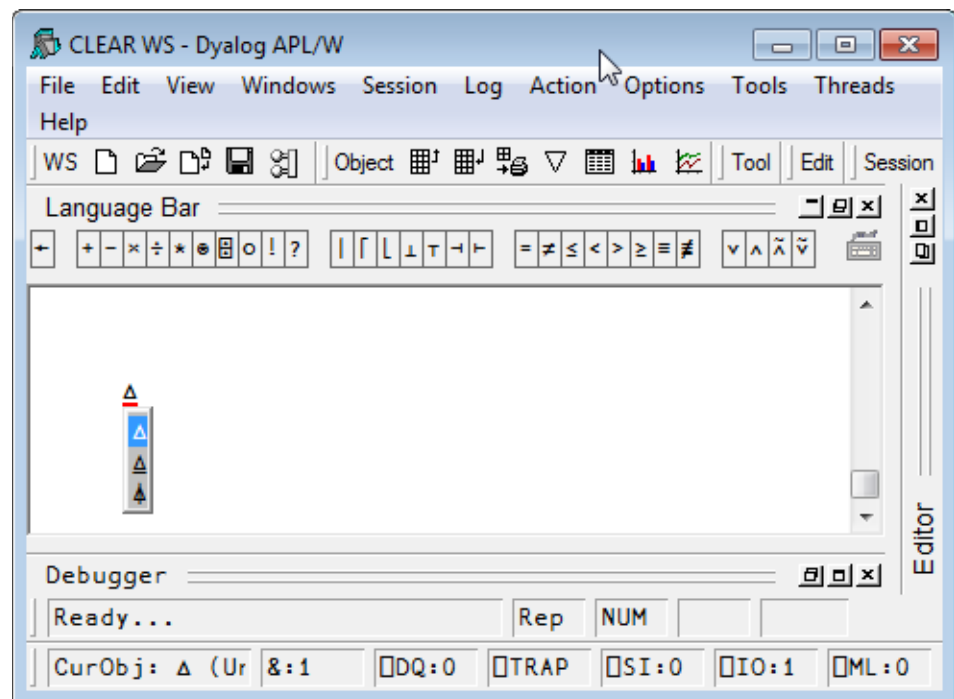 CLEAR WS - Dyalog APL/W
File Edit View Windows Session Log Action Options Tools Threads
Help
WS Object Tool Edit Session
Language Bar
← + - × ÷ * ⍟ ⌹ ○ ! ? | ⌈ ⌊ ⊥ ⊤ ⊣ ⊢ = ≠ ≤ < > ≥ ≡ ≢ ∨ ∧ ⍲ ⍱
∆
∆
⍙
⍋
Editor
Debugger
Ready... Rep NUM
CurObj: ∆ (Ur &:1 ⎕DQ:0 ⎕TRAP ⎕SI:0 ⎕IO:1 ⎕ML:0